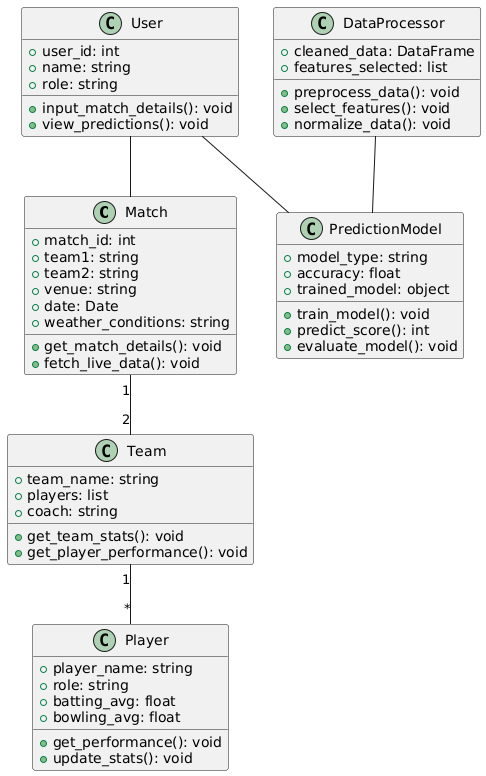 C User
user_id: int
name: string
role: string
input_match_details(): void
view_predictions(): void
C DataProcessor
cleaned_data: DataFrame
features_selected: list
preprocess_data(): void
select_features(): void
normalize_data(): void
C Match
match_id: int
team1: string
team2: string
venue: string
date: Date
weather_conditions: string
get_match_details(): void
fetch_live_data(): void
C PredictionModel
model_type: string
accuracy: float
trained_model: object
train_model(): void
predict_score(): int
evaluate_model(): void
1
2
C Team
team_name: string
players: list
coach: string
get_team_stats(): void
get_player_performance(): void
1
*
C Player
player_name: string
role: string
batting_avg: float
bowling_avg: float
get_performance(): void
update_stats(): void